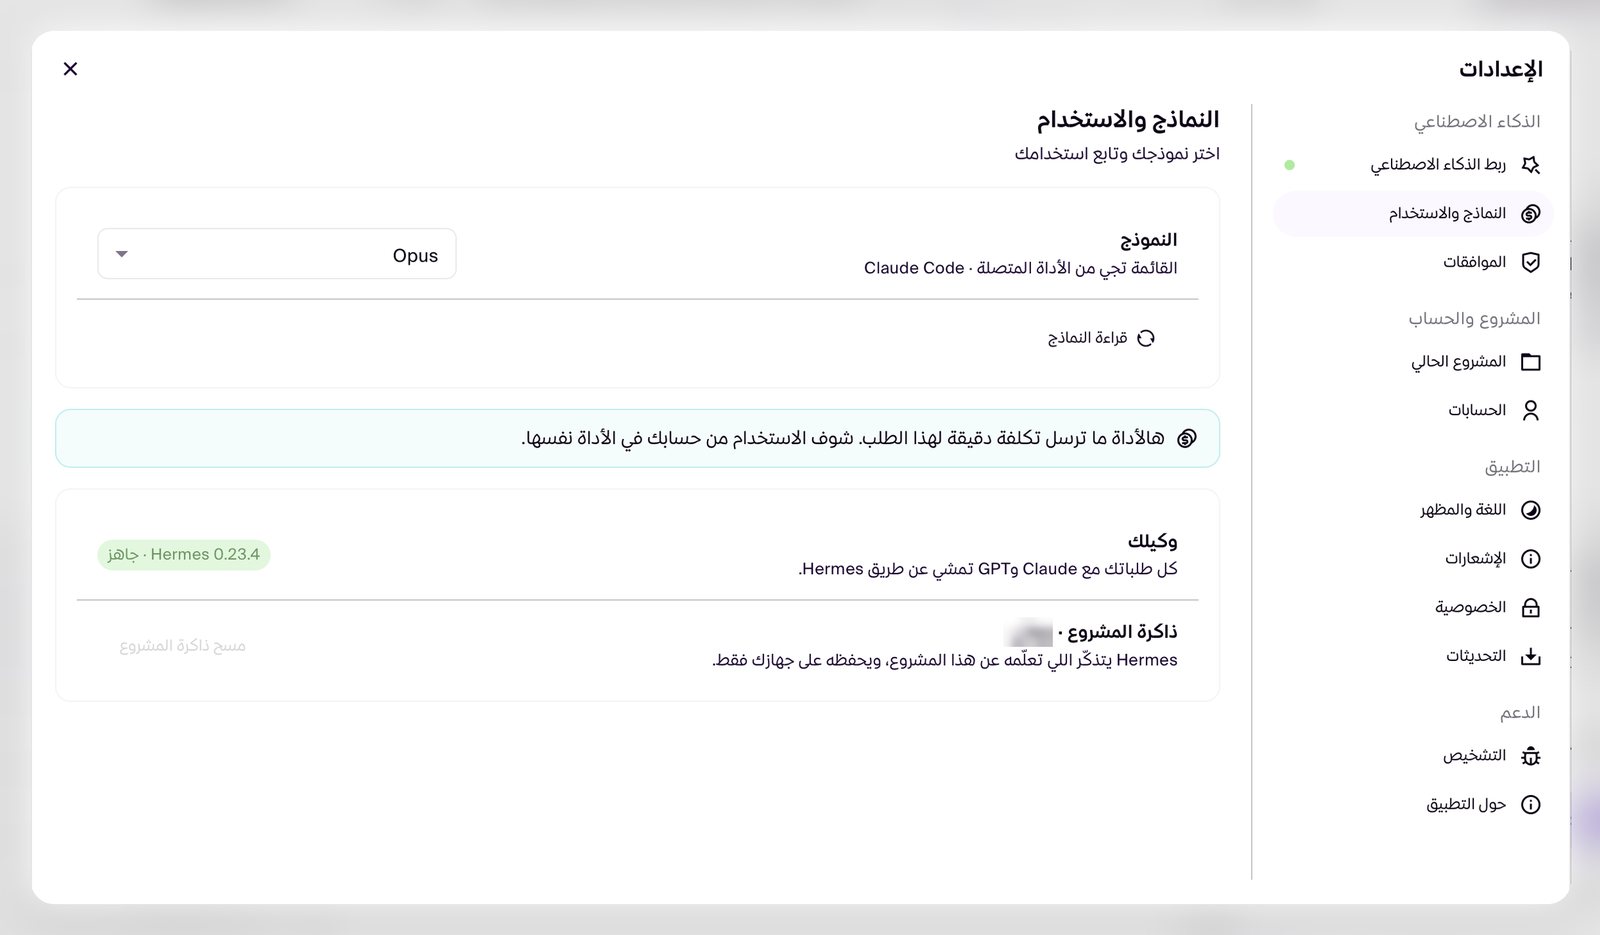 الإعدادات
الذكاء الاصطناعي
ربط الذكاء الاصطناعي
النماذج والاستخدام
الموافقات
المشروع والحساب
المشروع الحالي
الحسابات
التطبيق
اللغة والمظهر
الإشعارات
الخصوصية
التحديثات
الدعم
التشخيص
حول التطبيق
النماذج والاستخدام
اختر نموذجك وتابع استخدامك
النموذج
القائمة تجي من الأداة المتصلة · Claude Code
Opus
قراءة النماذج
هالأداة ما ترسل تكلفة دقيقة لهذا الطلب. شوف الاستخدام من حسابك في الأداة نفسها.
وكيلك
كل طلباتك مع Claude وGPT تمشي عن طريق Hermes.
Hermes 0.23.4 · جاهز
ذاكرة المشروع ·
Hermes يتذكّر اللي تعلّمه عن هذا المشروع، ويحفظه على جهازك فقط.
مسح ذاكرة المشروع